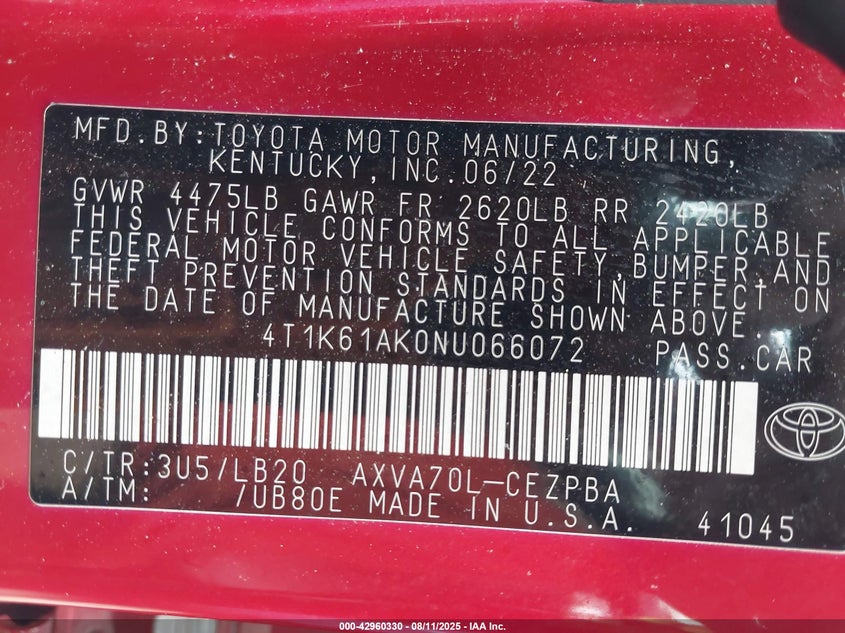 MFD.BY:TOYOTA MOTOR MANUFACTURING,
KENTUCKY,INC.06/22
GVWR 4475LB GAWR FR 2620LB RR 2420LB
THIS VEHICLE CONFORMS TO ALL APPLICABLE
FEDERAL MOTOR VEHICLE SAFETY,BUMPER,AND
THEFT PREVENTION STANDARDS IN EFFECT ON
THE DATE OF MANUFACTURE SHOWN ABOVE.
4T1K61AK0NU066072 PASS.CAR
C/TR:3U5/LB20 AXVA70L-CEZPBA
A/TM: /UB80E MADE IN U.S.A. 41045
000-42960330 - 08/11/2025 - IAA Inc.